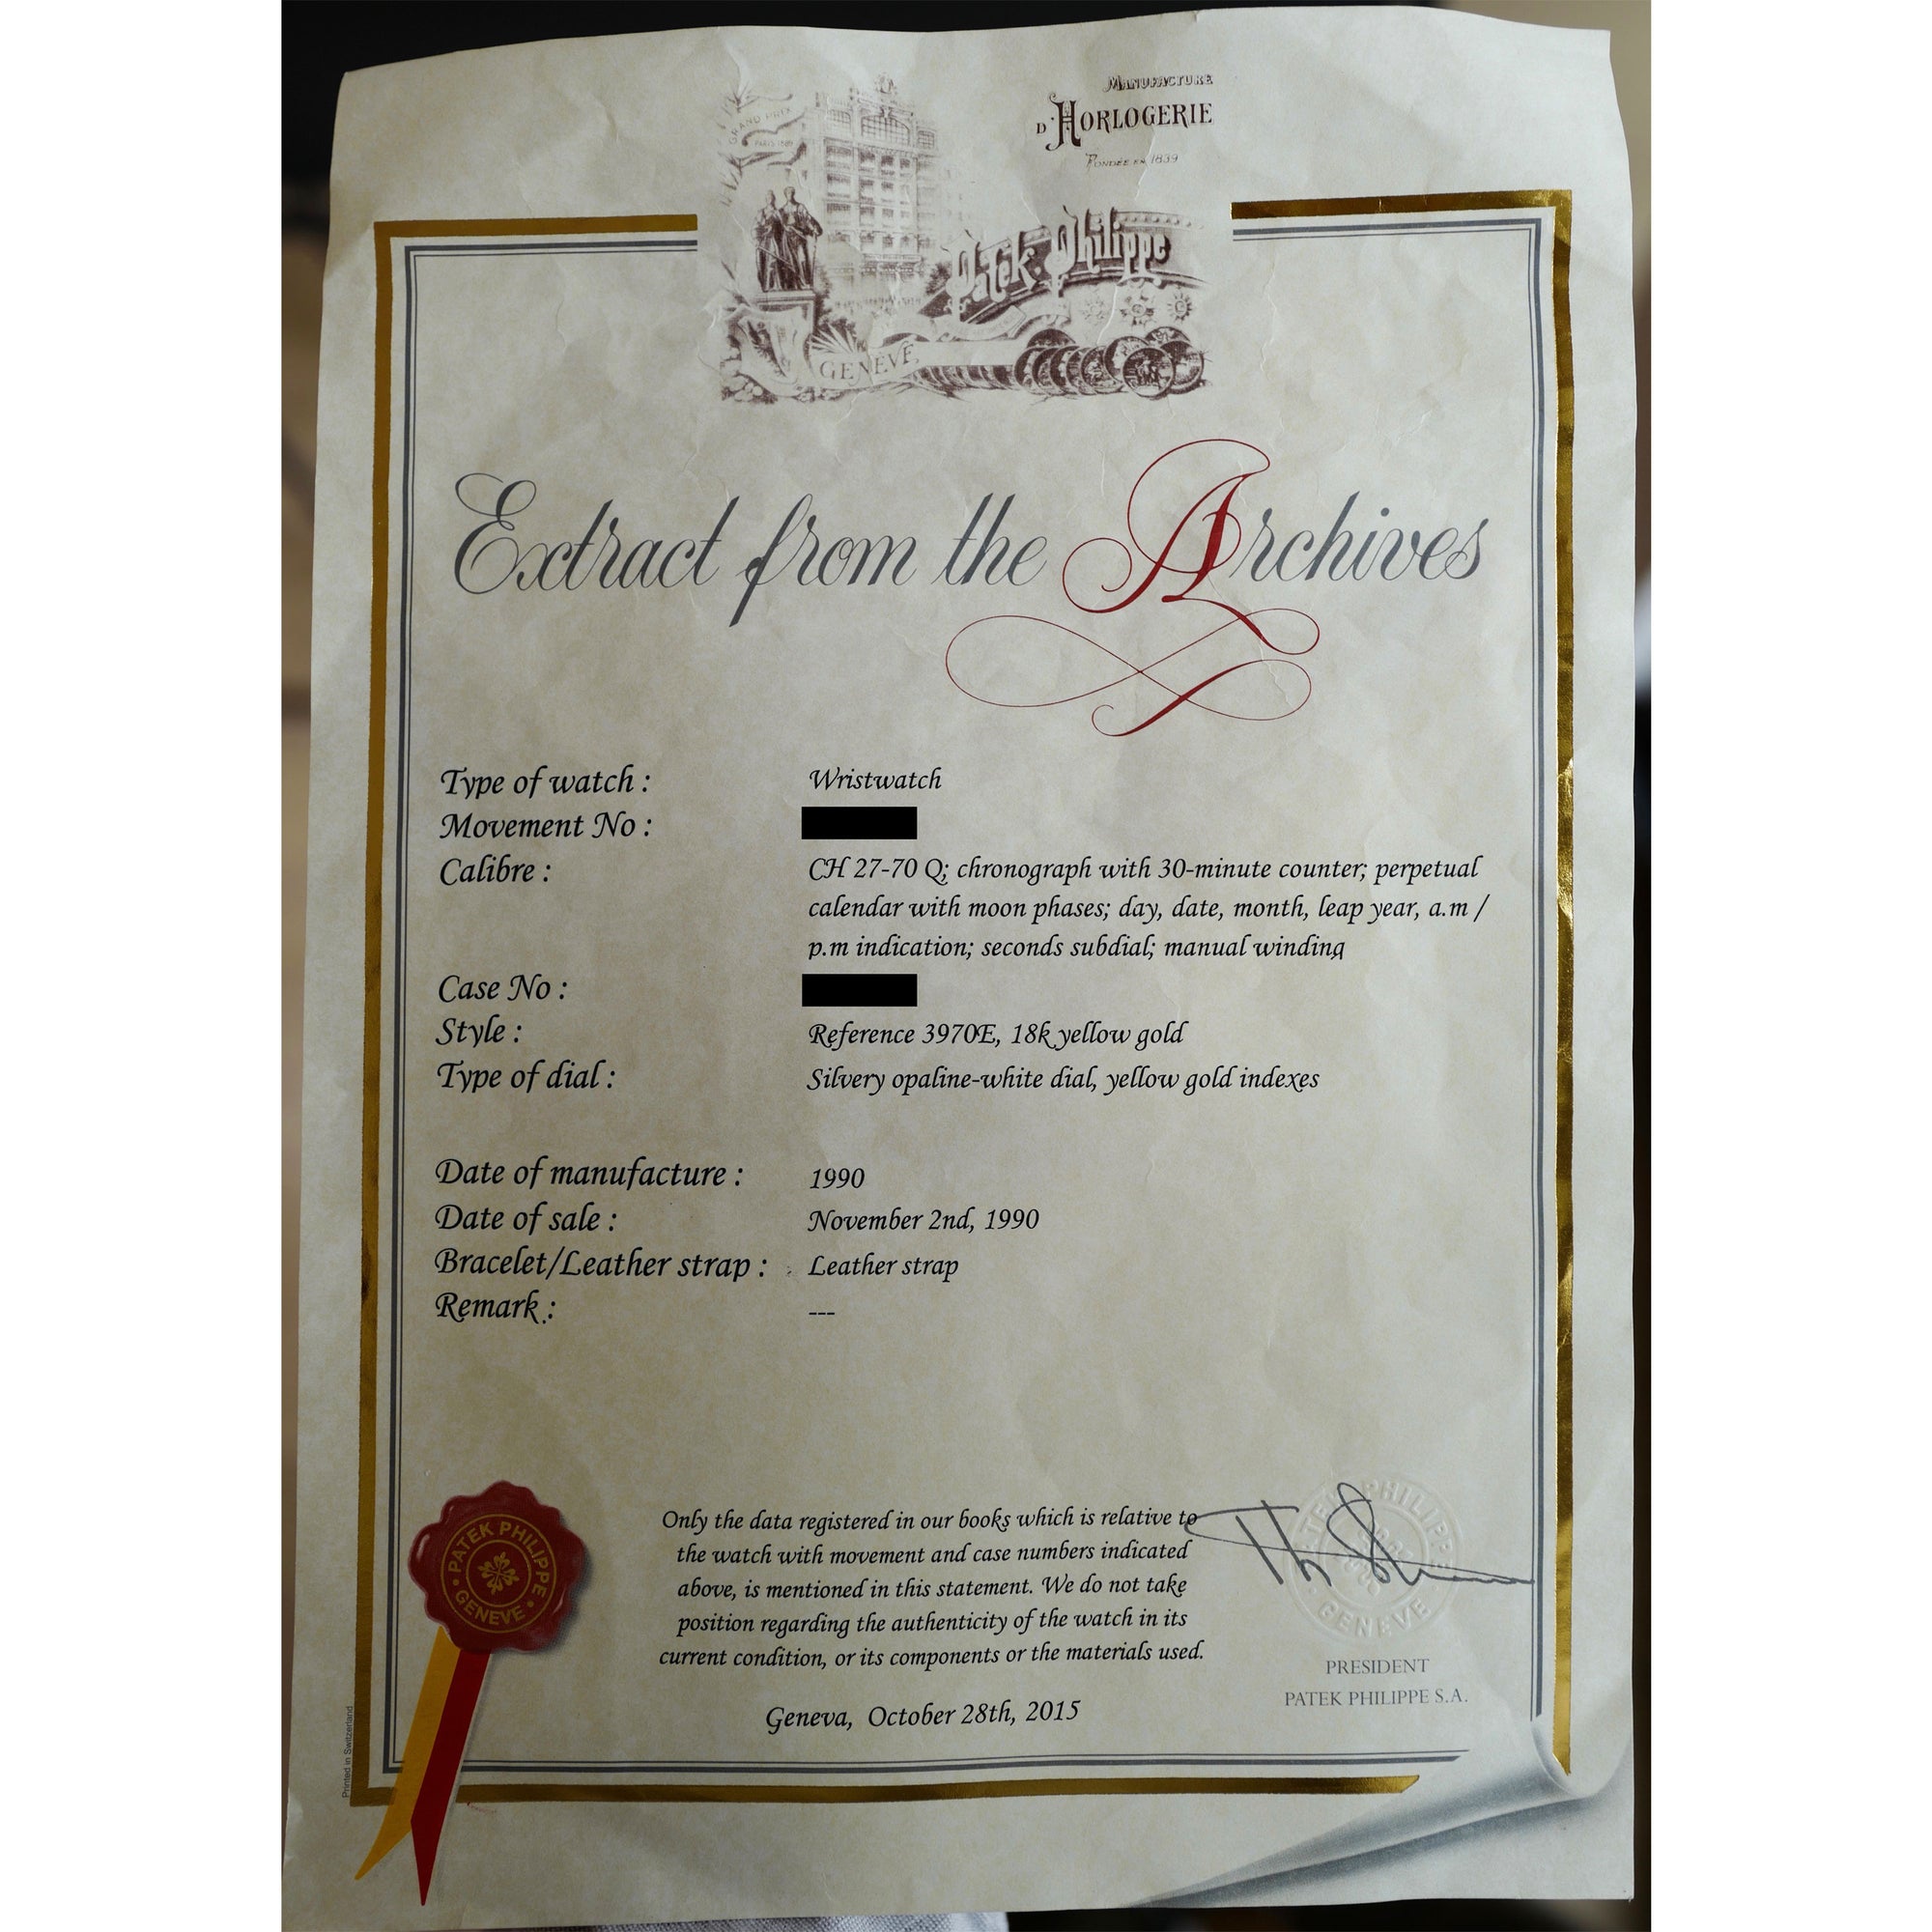 MANUFACTURE
D'HORLOGERIE
FONDÉE EN 1839
GRAND PRIX
Patek Philippe
GENÈVE
Extract from the Archives
Type of watch : Wristwatch
Movement No :
Calibre : CH 27-70 Q; chronograph with 30-minute counter; perpetual
calendar with moon phases; day, date, month, leap year, a.m /
p.m indication; seconds subdial; manual winding
Case No :
Style : Reference 3970E, 18k yellow gold
Type of dial : Silvery opaline-white dial, yellow gold indexes
Date of manufacture : 1990
Date of sale : November 2nd, 1990
Bracelet/Leather strap : Leather strap
Remark : ---
Only the data registered in our books which is relative to
the watch with movement and case numbers indicated
above, is mentioned in this statement. We do not take
position regarding the authenticity of the watch in its
current condition, or its components or the materials used.
Geneva, October 28th, 2015
PATEK PHILIPPE
GENEVE
PATEK PHILIPPE
GENEVE
PRESIDENT
PATEK PHILIPPE S.A.
Printed in Switzerland